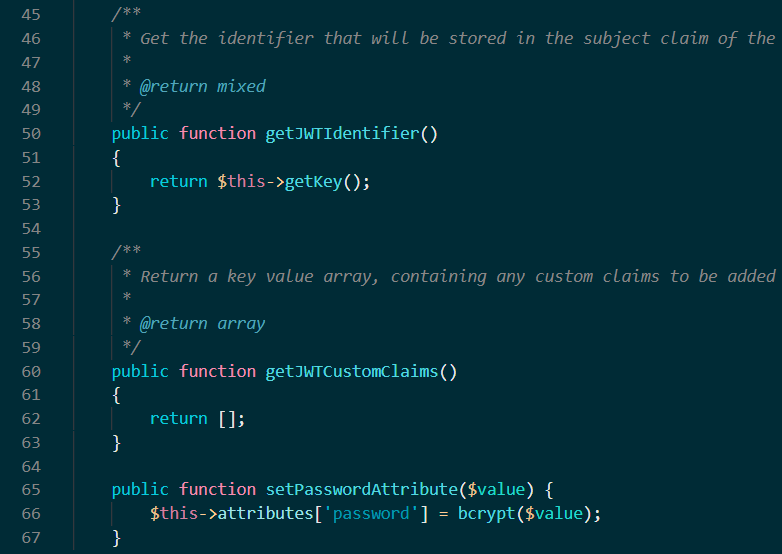 45 /**
46  * Get the identifier that will be stored in the subject claim of the
47  *
48  * @return mixed
49  */
50 public function getJWTIdentifier()
51 {
52     return $this->getKey();
53 }
54
55 /**
56  * Return a key value array, containing any custom claims to be added
57  *
58  * @return array
59  */
60 public function getJWTCustomClaims()
61 {
62     return [];
63 }
64
65 public function setPasswordAttribute($value) {
66     $this->attributes['password'] = bcrypt($value);
67 }